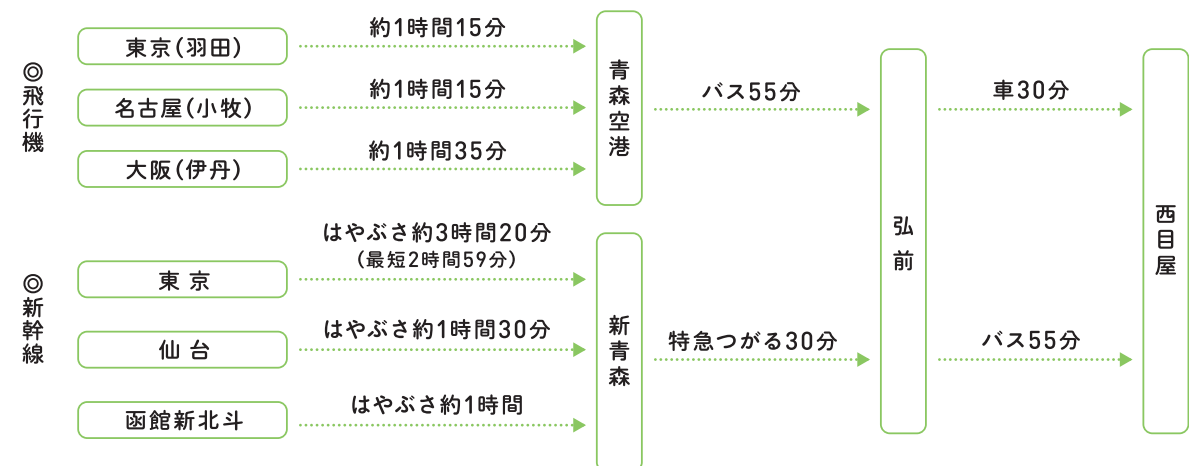 ◎飛行機
東京(羽田)
約1時間15分
名古屋(小牧)
約1時間15分
大阪(伊丹)
約1時間35分
青森空港
バス55分
◎新幹線
東京
はやぶさ約3時間20分
(最短2時間59分)
仙台
はやぶさ約1時間30分
函館新北斗
はやぶさ約1時間
新青森
特急つがる30分
弘前
車30分
バス55分
西目屋